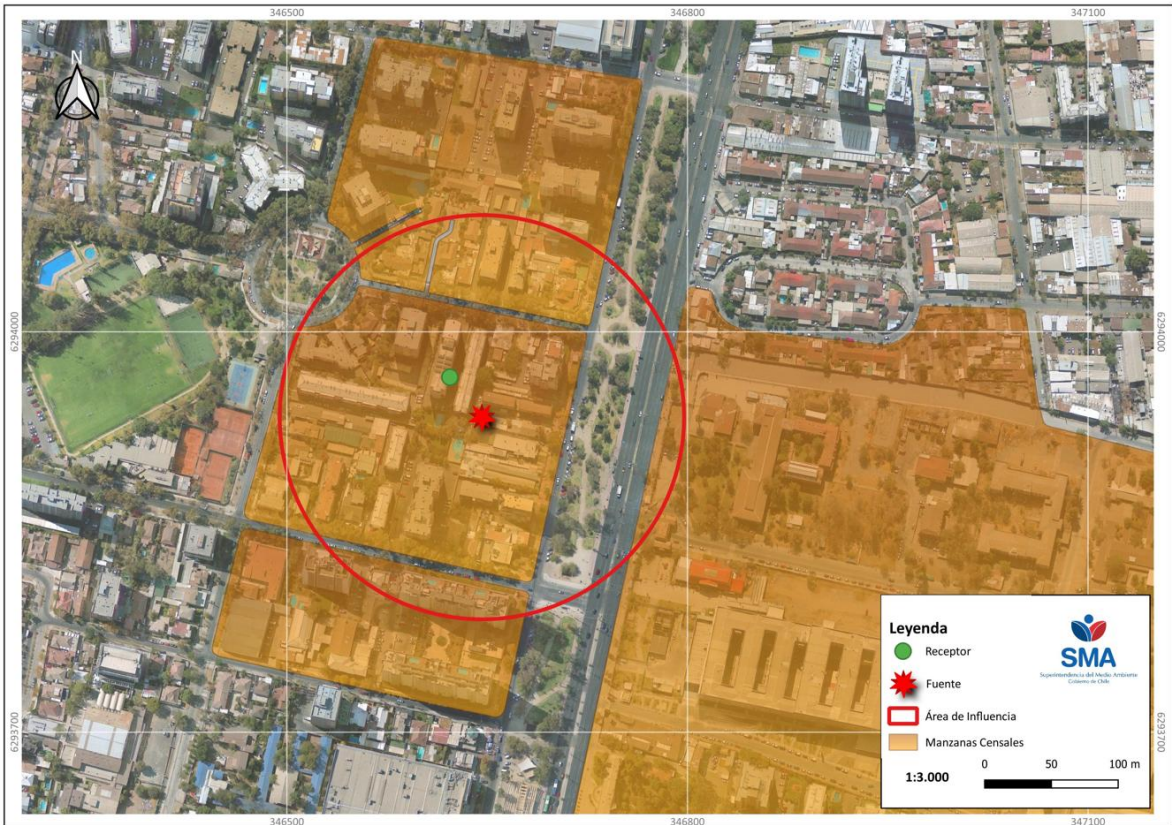 346500
346800
347100
N
6294000
6294000
6293700
6293700
Leyenda
Receptor
Fuente
Área de Influencia
Manzanas Censales
SMA
Superintendencia del Medio Ambiente
Gobierno de Chile
1:3.000
0
50
100 m
346500
346800
347100